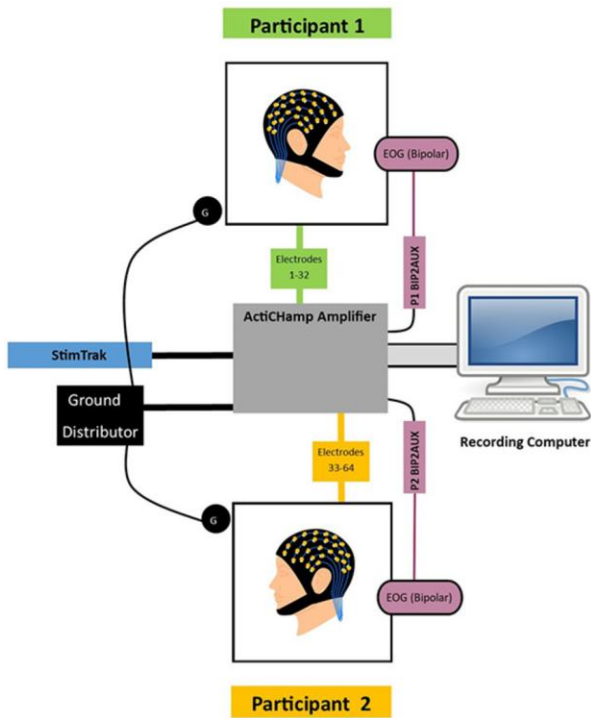 Participant 1
EOG (Bipolar)
G
Electrodes
1-32
P1 BIP2AUX
ActiCHamp Amplifier
StimTrak
Ground
Distributor
Recording Computer
Electrodes
33-64
P2 BIP2AUX
G
EOG (Bipolar)
Participant 2